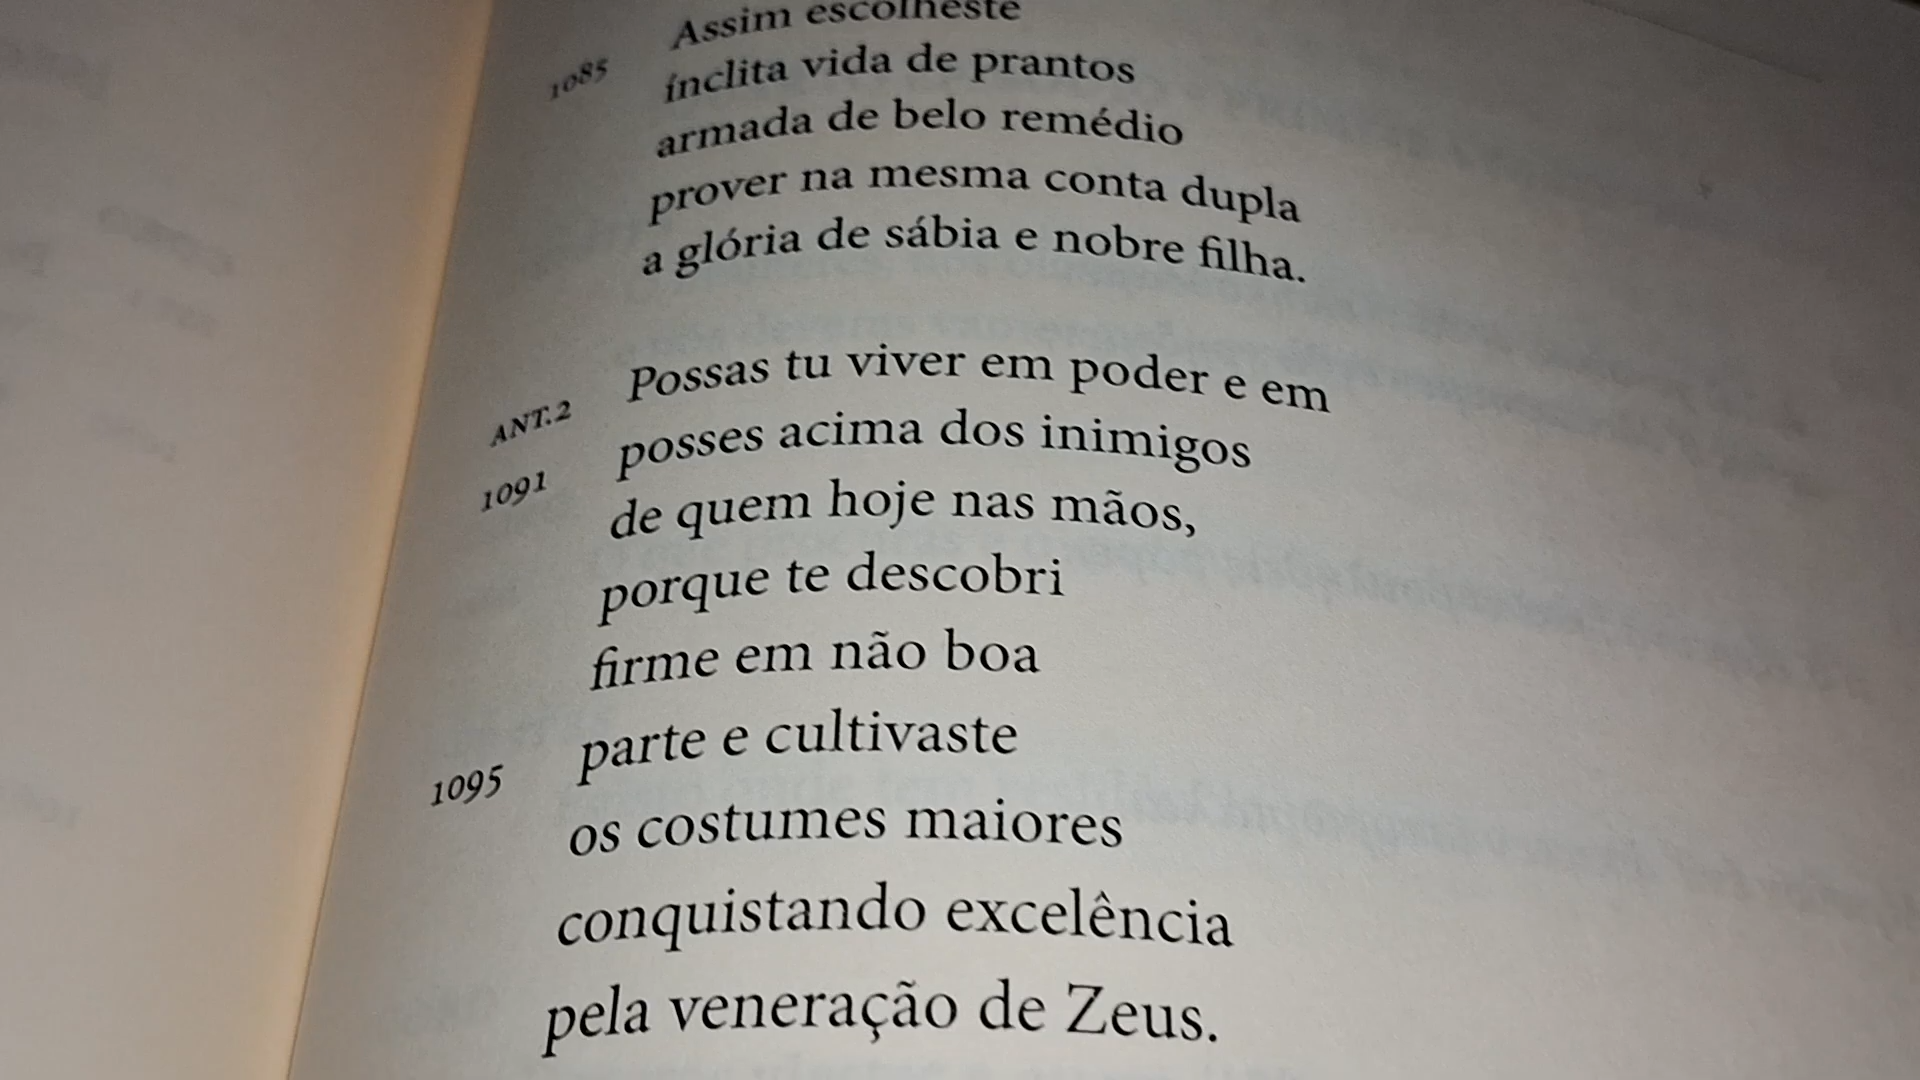 Assim escolheste
1085 ínclita vida de prantos
armada de belo remédio
prover na mesma conta dupla
a glória de sábia e nobre filha.
ANT.2 Possas tu viver em poder e em
1091 posses acima dos inimigos
de quem hoje nas mãos,
porque te descobri
firme em não boa
1095 parte e cultivaste
os costumes maiores
conquistando excelência
pela veneração de Zeus.